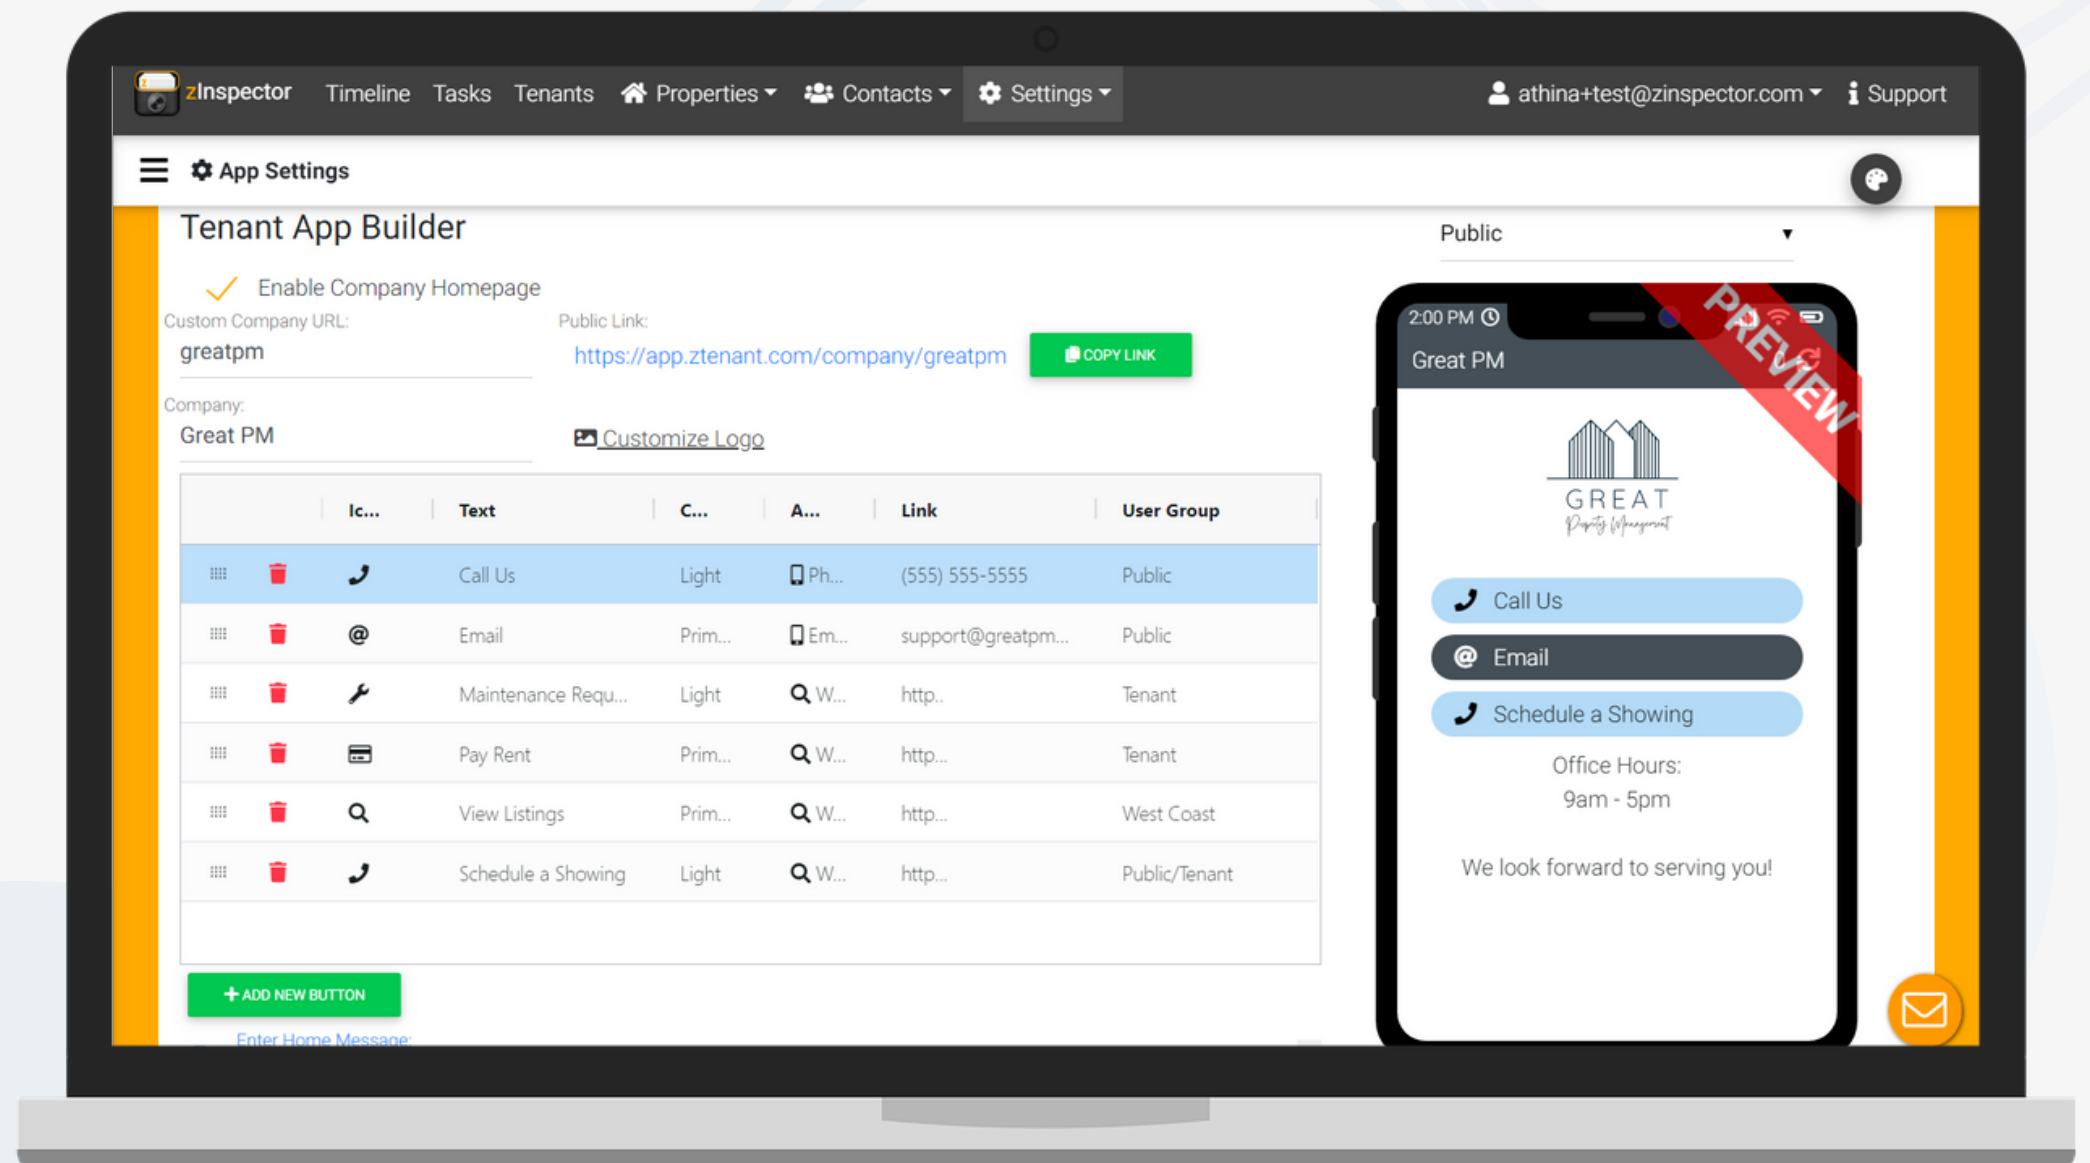 zInspector Timeline Tasks Tenants Properties Contacts Settings athina+test@zinspector.com Support
App Settings
Tenant App Builder
Public
Enable Company Homepage
Custom Company URL: Public Link:
greatpm https://app.ztenant.com/company/greatpm COPY LINK
Company:
Great PM Customize Logo
Ic... Text C... A... Link User Group
Call Us Light Ph... (555) 555-5555 Public
@ Email Prim... Em... support@greatpm... Public
Maintenance Requ... Light W... http.. Tenant
Pay Rent Prim... W... http... Tenant
View Listings Prim... W... http... West Coast
Schedule a Showing Light W... http... Public/Tenant
+ ADD NEW BUTTON
Enter Home Message:
2:00 PM
Great PM
PREVIEW
GREAT
Property Management
Call Us
@ Email
Schedule a Showing
Office Hours:
9am - 5pm
We look forward to serving you!